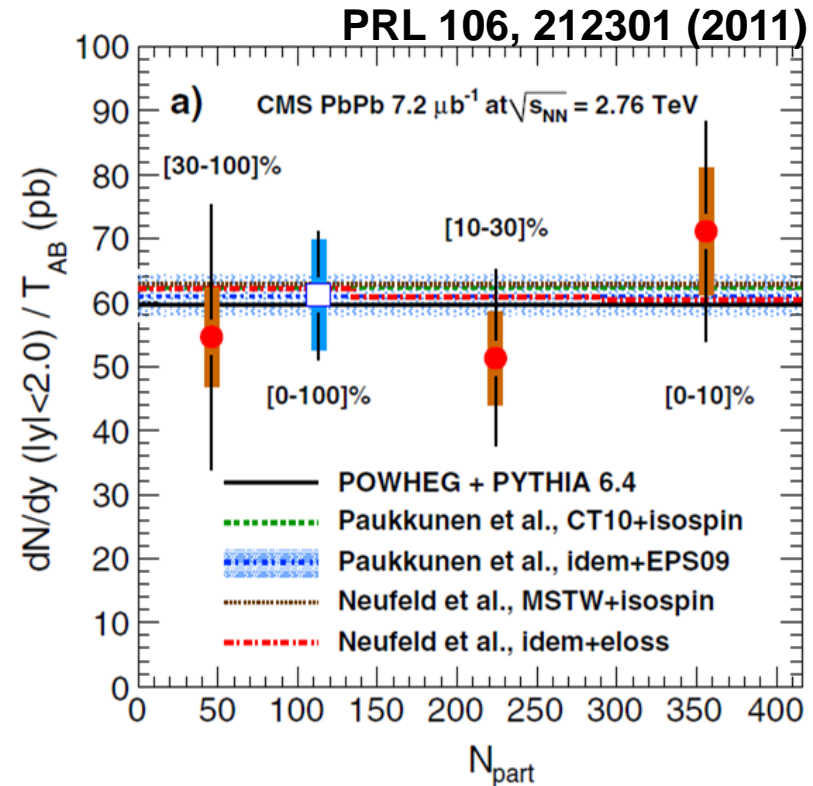 PRL 106, 212301 (2011)
a) CMS PbPb 7.2 μb⁻¹ at √sNN = 2.76 TeV
[30-100]%
[10-30]%
[0-100]%
[0-10]%
POWHEG + PYTHIA 6.4
Paukkunen et al., CT10+isospin
Paukkunen et al., idem+EPS09
Neufeld et al., MSTW+isospin
Neufeld et al., idem+eloss
dN/dy (|y|<2.0) / TAB (pb)
100
90
80
70
60
50
40
30
20
10
0
0 50 100 150 200 250 300 350 400
Npart